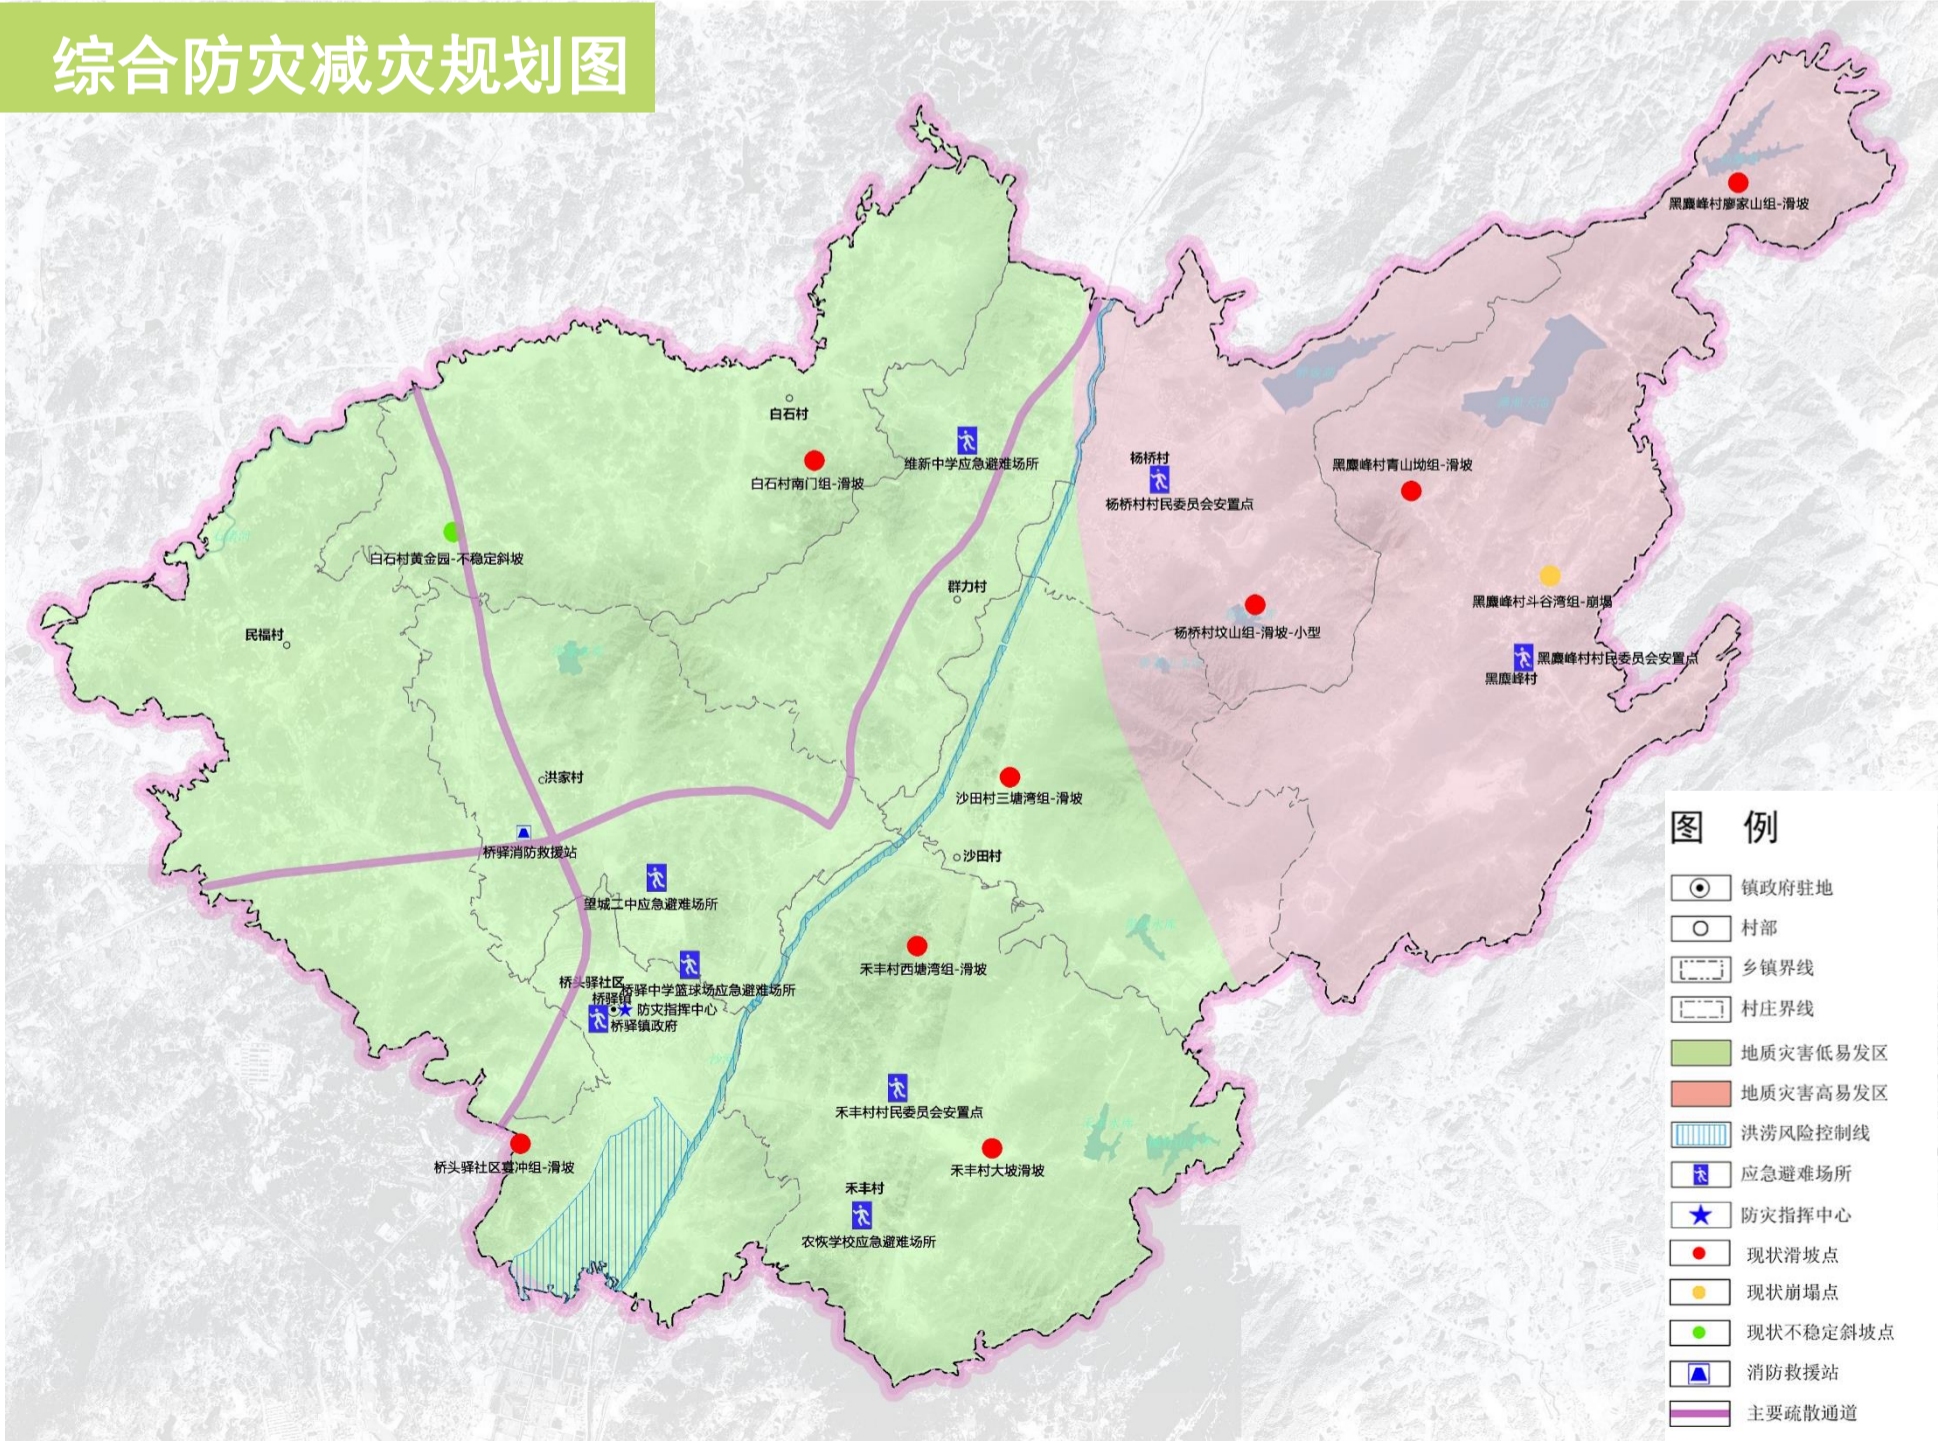 综合防灾减灾规划图
黑麋峰村廖家山组-滑坡
白石村
白石村南门组-滑坡
维新中学应急避难场所
杨桥村
杨桥村村民委员会安置点
黑麋峰村青山坳组-滑坡
白石村黄金园-不稳定斜坡
群力村
黑麋峰村斗谷湾组-崩塌
杨桥村坟山组-滑坡-小型
民福村
黑麋峰村村民委员会安置点
黑麋峰村
洪家村
沙田村三塘湾组-滑坡
桥驿消防救援站
沙田村
望城二中应急避难场所
禾丰村西塘湾组-滑坡
桥头驿社区
桥驿中学篮球场应急避难场所
桥驿镇
防灾指挥中心
桥驿镇政府
禾丰村村民委员会安置点
桥头驿社区宴冲组-滑坡
禾丰村大坡滑坡
禾丰村
农恢学校应急避难场所
图 例
镇政府驻地
村部
乡镇界线
村庄界线
地质灾害低易发区
地质灾害高易发区
洪涝风险控制线
应急避难场所
防灾指挥中心
现状滑坡点
现状崩塌点
现状不稳定斜坡点
消防救援站
主要疏散通道